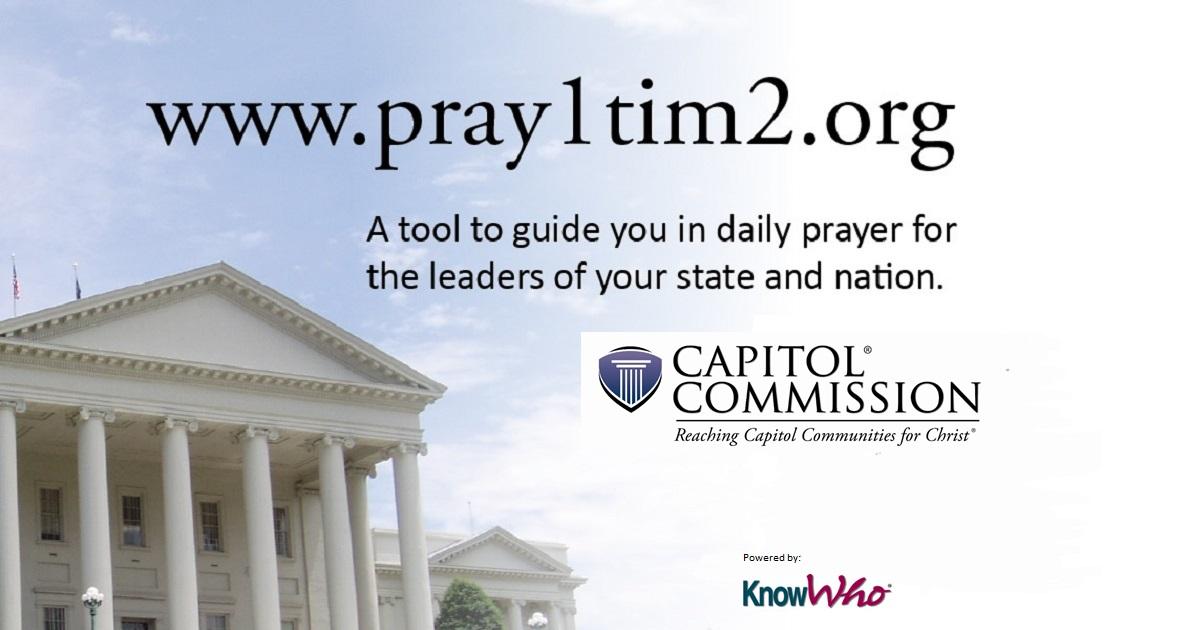 www.pray1tim2.org
A tool to guide you in daily prayer for
the leaders of your state and nation.
CAPITOL®
COMMISSION
Reaching Capitol Communities for Christ®
Powered by:
KnowWho®